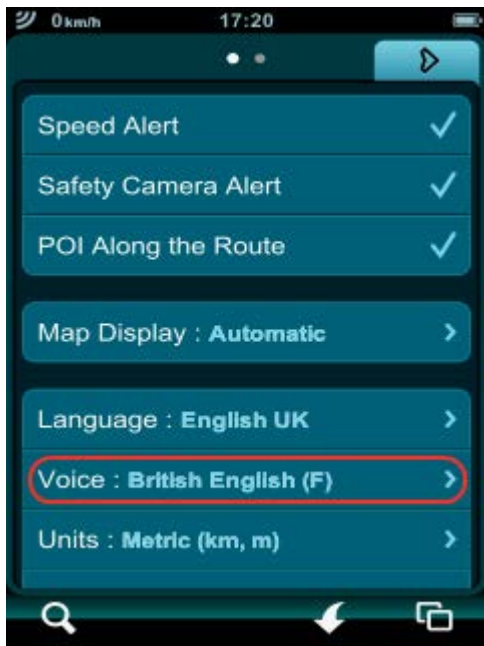 0 km/h 17:20
Speed Alert
Safety Camera Alert
POI Along the Route
Map Display : Automatic
Language : English UK
Voice : British English (F)
Units : Metric (km, m)